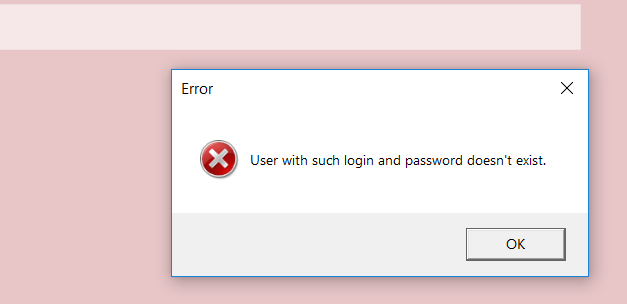 Error
User with such login and password doesn't exist.
OK